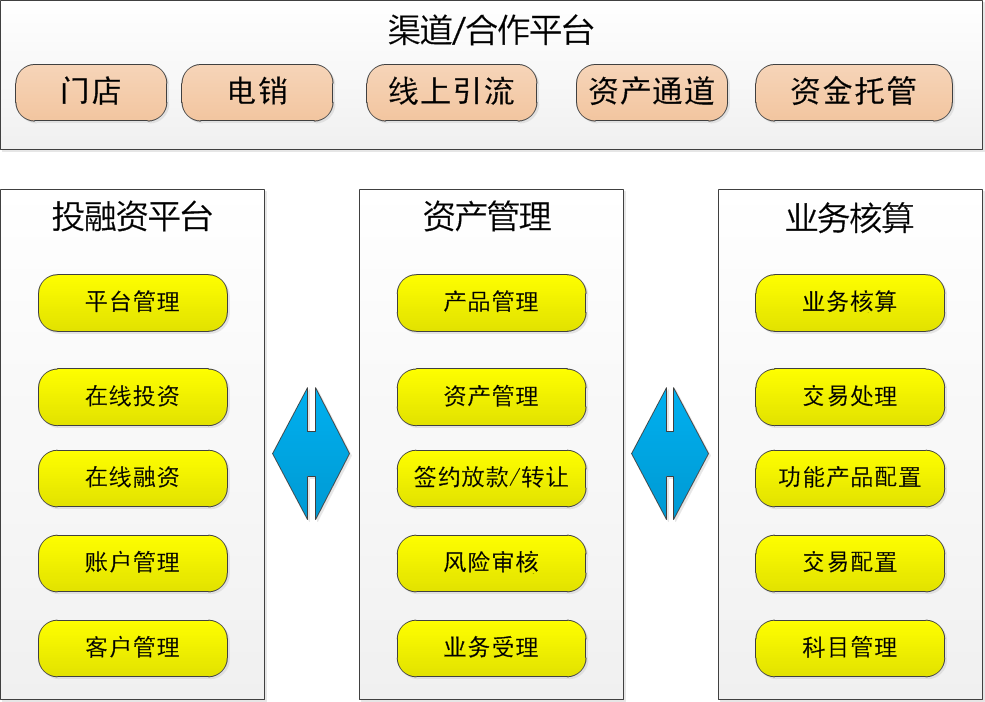 渠道/合作平台
门店
电销
线上引流
资产通道
资金托管
投融资平台
平台管理
在线投资
在线融资
账户管理
客户管理
资产管理
产品管理
资产管理
签约放款/转让
风险审核
业务受理
业务核算
业务核算
交易处理
功能产品配置
交易配置
科目管理